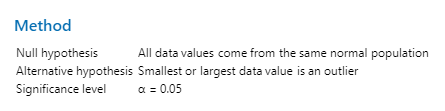 Method
Null hypothesis All data values come from the same normal population
Alternative hypothesis Smallest or largest data value is an outlier
Significance level α = 0.05